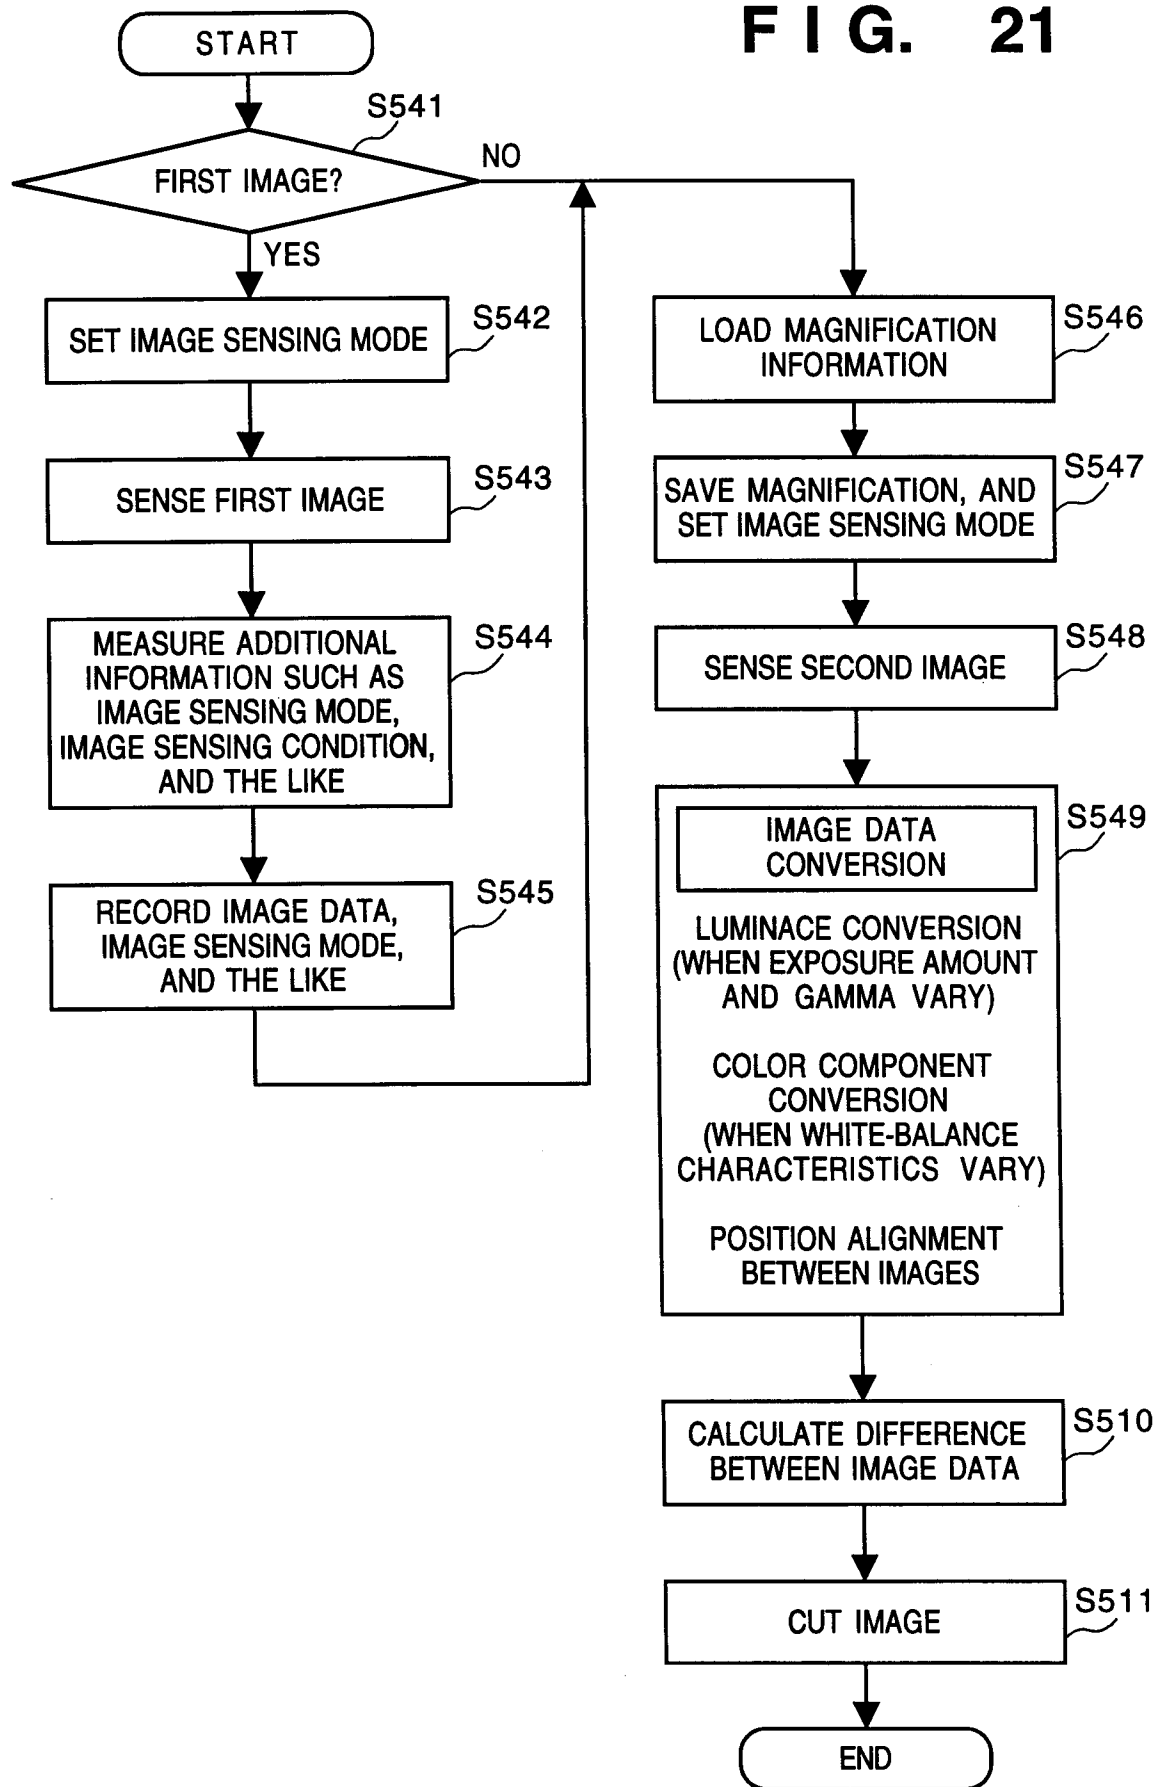 FIG. 21
START
S541
FIRST IMAGE?
NO
YES
SET IMAGE SENSING MODE
S542
SENSE FIRST IMAGE
S543
MEASURE ADDITIONAL
INFORMATION SUCH AS
IMAGE SENSING MODE,
IMAGE SENSING CONDITION,
AND THE LIKE
S544
RECORD IMAGE DATA,
IMAGE SENSING MODE,
AND THE LIKE
S545
LOAD MAGNIFICATION
INFORMATION
S546
SAVE MAGNIFICATION, AND
SET IMAGE SENSING MODE
S547
SENSE SECOND IMAGE
S548
IMAGE DATA
CONVERSION
S549
LUMINACE CONVERSION
(WHEN EXPOSURE AMOUNT
AND GAMMA VARY)
COLOR COMPONENT
CONVERSION
(WHEN WHITE-BALANCE
CHARACTERISTICS VARY)
POSITION ALIGNMENT
BETWEEN IMAGES
CALCULATE DIFFERENCE
BETWEEN IMAGE DATA
S510
CUT IMAGE
S511
END